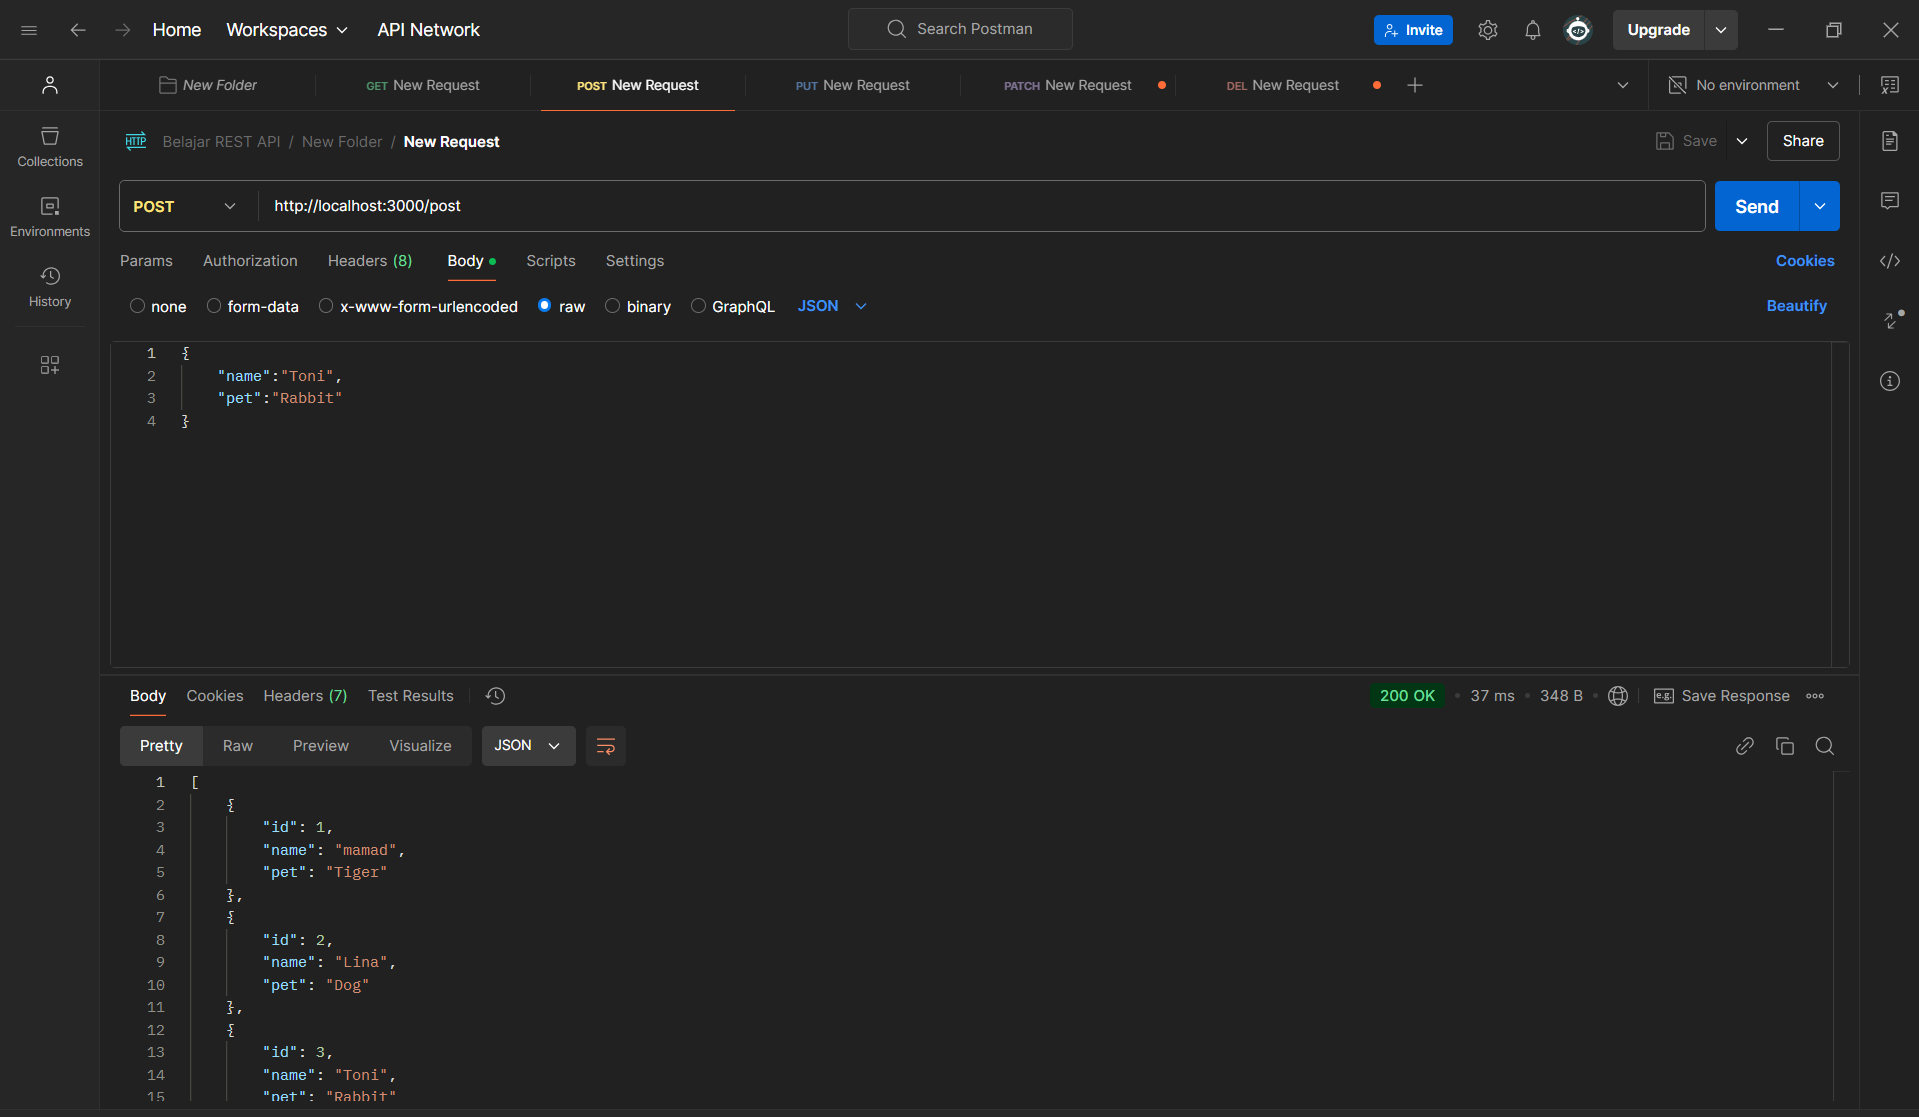 Home Workspaces API Network Search Postman Invite Upgrade
New Folder GET New Request POST New Request PUT New Request PATCH New Request DEL New Request No environment
HTTP Belajar REST API / New Folder / New Request Save Share
Collections
Environments
History
POST http://localhost:3000/post Send
Params Authorization Headers (8) Body Scripts Settings Cookies
none form-data x-www-form-urlencoded raw binary GraphQL JSON Beautify
1 {
2 "name":"Toni",
3 "pet":"Rabbit"
4 }
Body Cookies Headers (7) Test Results 200 OK • 37 ms • 348 B • e.g. Save Response
Pretty Raw Preview Visualize JSON
1 [
2 {
3 "id": 1,
4 "name": "mamad",
5 "pet": "Tiger"
6 },
7 {
8 "id": 2,
9 "name": "Lina",
10 "pet": "Dog"
11 },
12 {
13 "id": 3,
14 "name": "Toni",
15 "pet": "Rabbit"